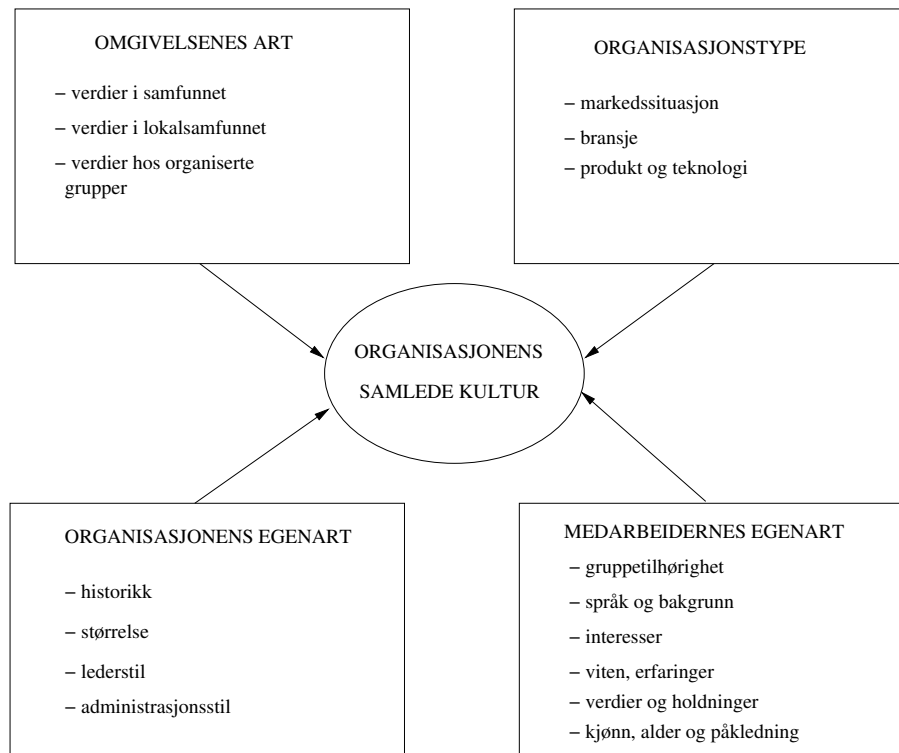 OMGIVELSENES ART
− verdier i samfunnet
− verdier i lokalsamfunnet
− verdier hos organiserte
grupper
ORGANISASJONSTYPE
− markedssituasjon
− bransje
− produkt og teknologi
ORGANISASJONENS
SAMLEDE KULTUR
ORGANISASJONENS EGENART
− historikk
− størrelse
− lederstil
− administrasjonsstil
MEDARBEIDERNES EGENART
− gruppetilhørighet
− språk og bakgrunn
− interesser
− viten, erfaringer
− verdier og holdninger
− kjønn, alder og påkledning